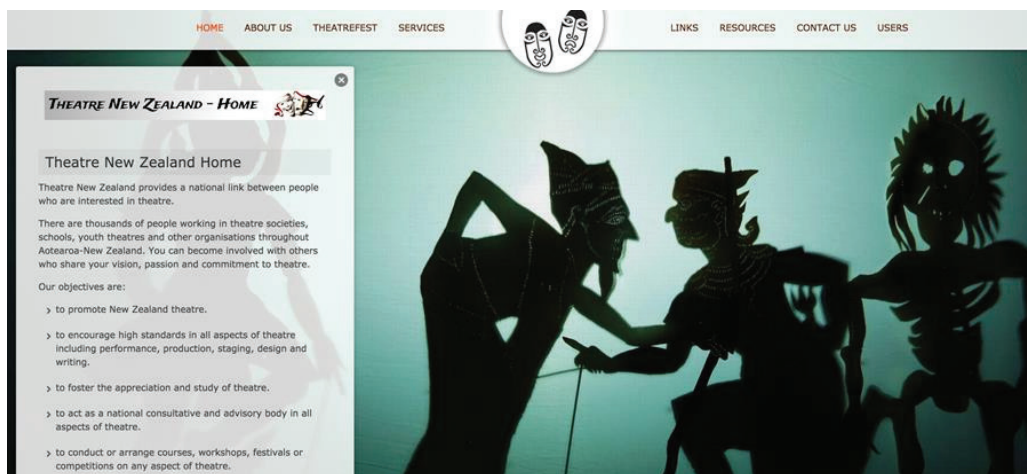 HOME ABOUT US THEATREFEST SERVICES LINKS RESOURCES CONTACT US USERS
THEATRE NEW ZEALAND - HOME
Theatre New Zealand Home
Theatre New Zealand provides a national link between people
who are interested in theatre.
There are thousands of people working in theatre societies,
schools, youth theatres and other organisations throughout
Aotearoa-New Zealand. You can become involved with others
who share your vision, passion and commitment to theatre.
Our objectives are:
› to promote New Zealand theatre.
› to encourage high standards in all aspects of theatre
including performance, production, staging, design and
writing.
› to foster the appreciation and study of theatre.
› to act as a national consultative and advisory body in all
aspects of theatre.
› to conduct or arrange courses, workshops, festivals or
competitions on any aspect of theatre.